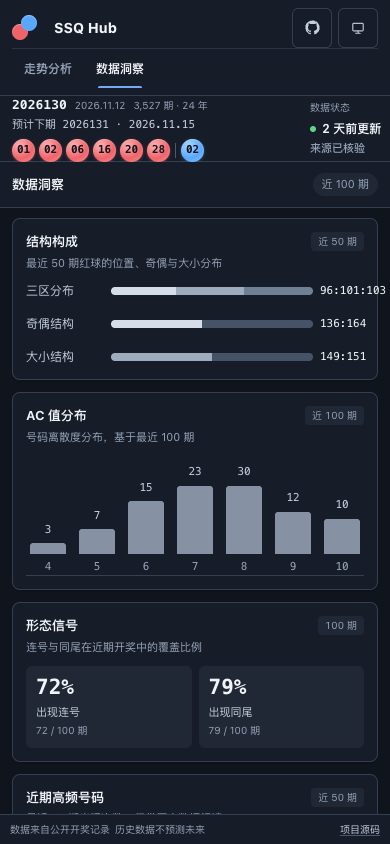 SSQ Hub
走势分析 数据洞察
2026130 2026.11.12 3,527 期 · 24 年
预计下期 2026131 · 2026.11.15
01 02 06 16 20 28 02
数据状态
2 天前更新
来源已核验
数据洞察 近 100 期
结构构成 近 50 期
最近 50 期红球的位置、奇偶与大小分布
三区分布 96:101:103
奇偶结构 136:164
大小结构 149:151
AC 值分布 近 100 期
号码离散度分布，基于最近 100 期
3 7 15 23 30 12 10
4 5 6 7 8 9 10
形态信号 100 期
连号与同尾在近期开奖中的覆盖比例
72% 79%
出现连号 出现同尾
72 / 100 期 79 / 100 期
近期高频号码 近 50 期
数据来自公开开奖记录 历史数据不预测未来 项目源码